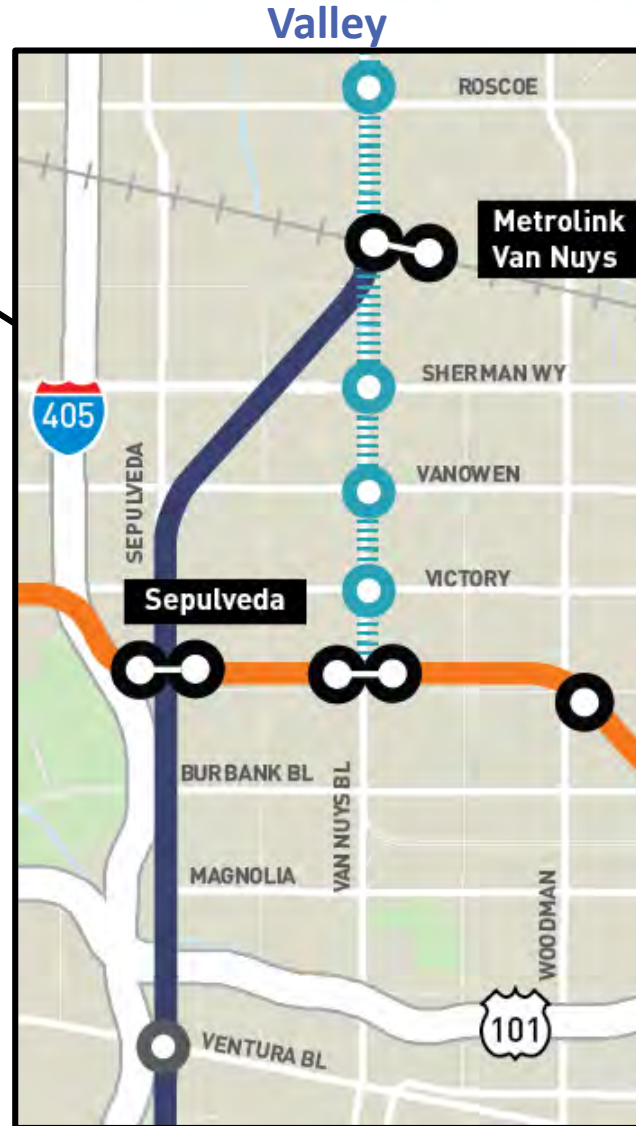 Valley
ROSCOE
Metrolink
Van Nuys
SHERMAN WY
405
SEPULVEDA
VANOWEN
VICTORY
Sepulveda
BURBANK BL
VAN NUYS BL
MAGNOLIA
WOODMAN
101
VENTURA BL